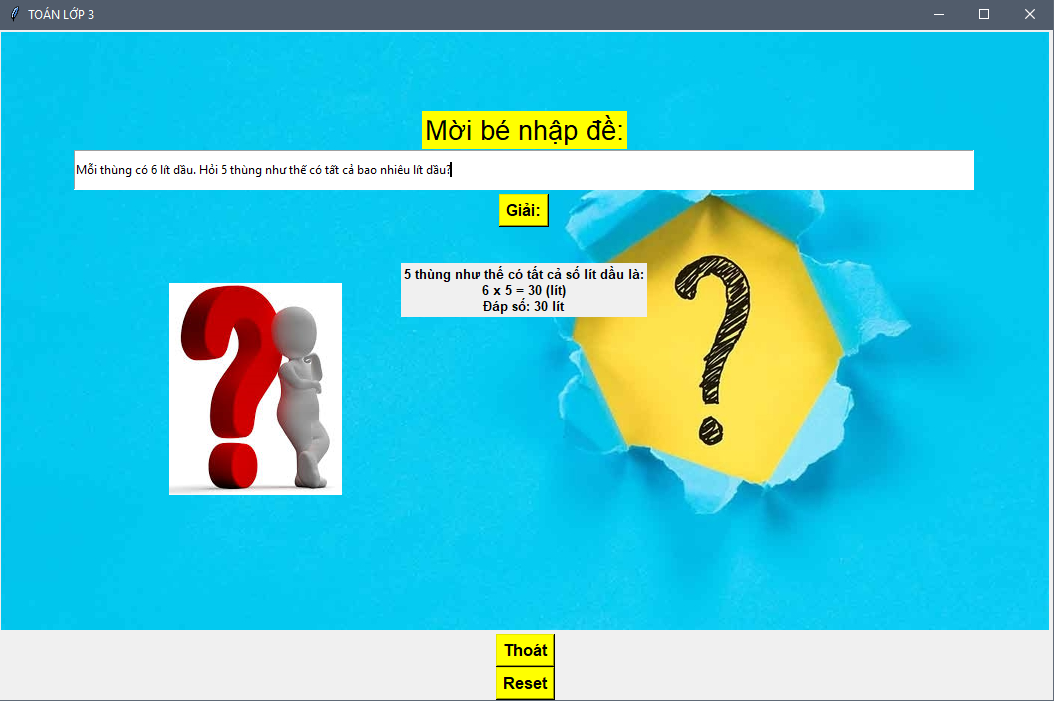 TOÁN LỚP 3
Mời bé nhập đề:
Mỗi thùng có 6 lít dầu. Hỏi 5 thùng như thế có tất cả bao nhiêu lít dầu?
Giải:
5 thùng như thế có tất cả số lít dầu là:
6 x 5 = 30 (lít)
Đáp số: 30 lít
Thoát
Reset